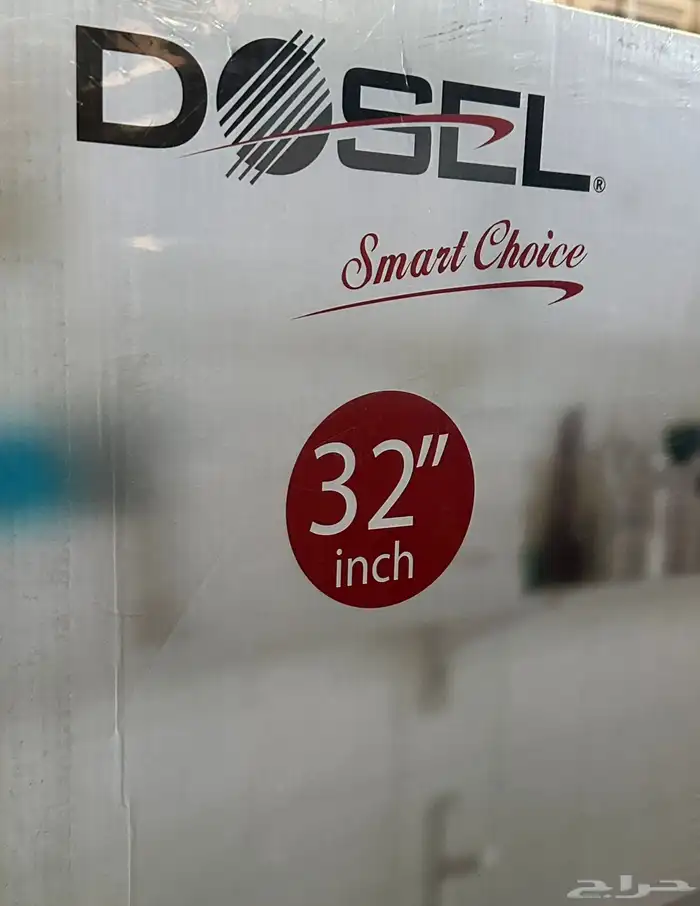 DOSEL®
Smart Choice
32"
inch
حراج